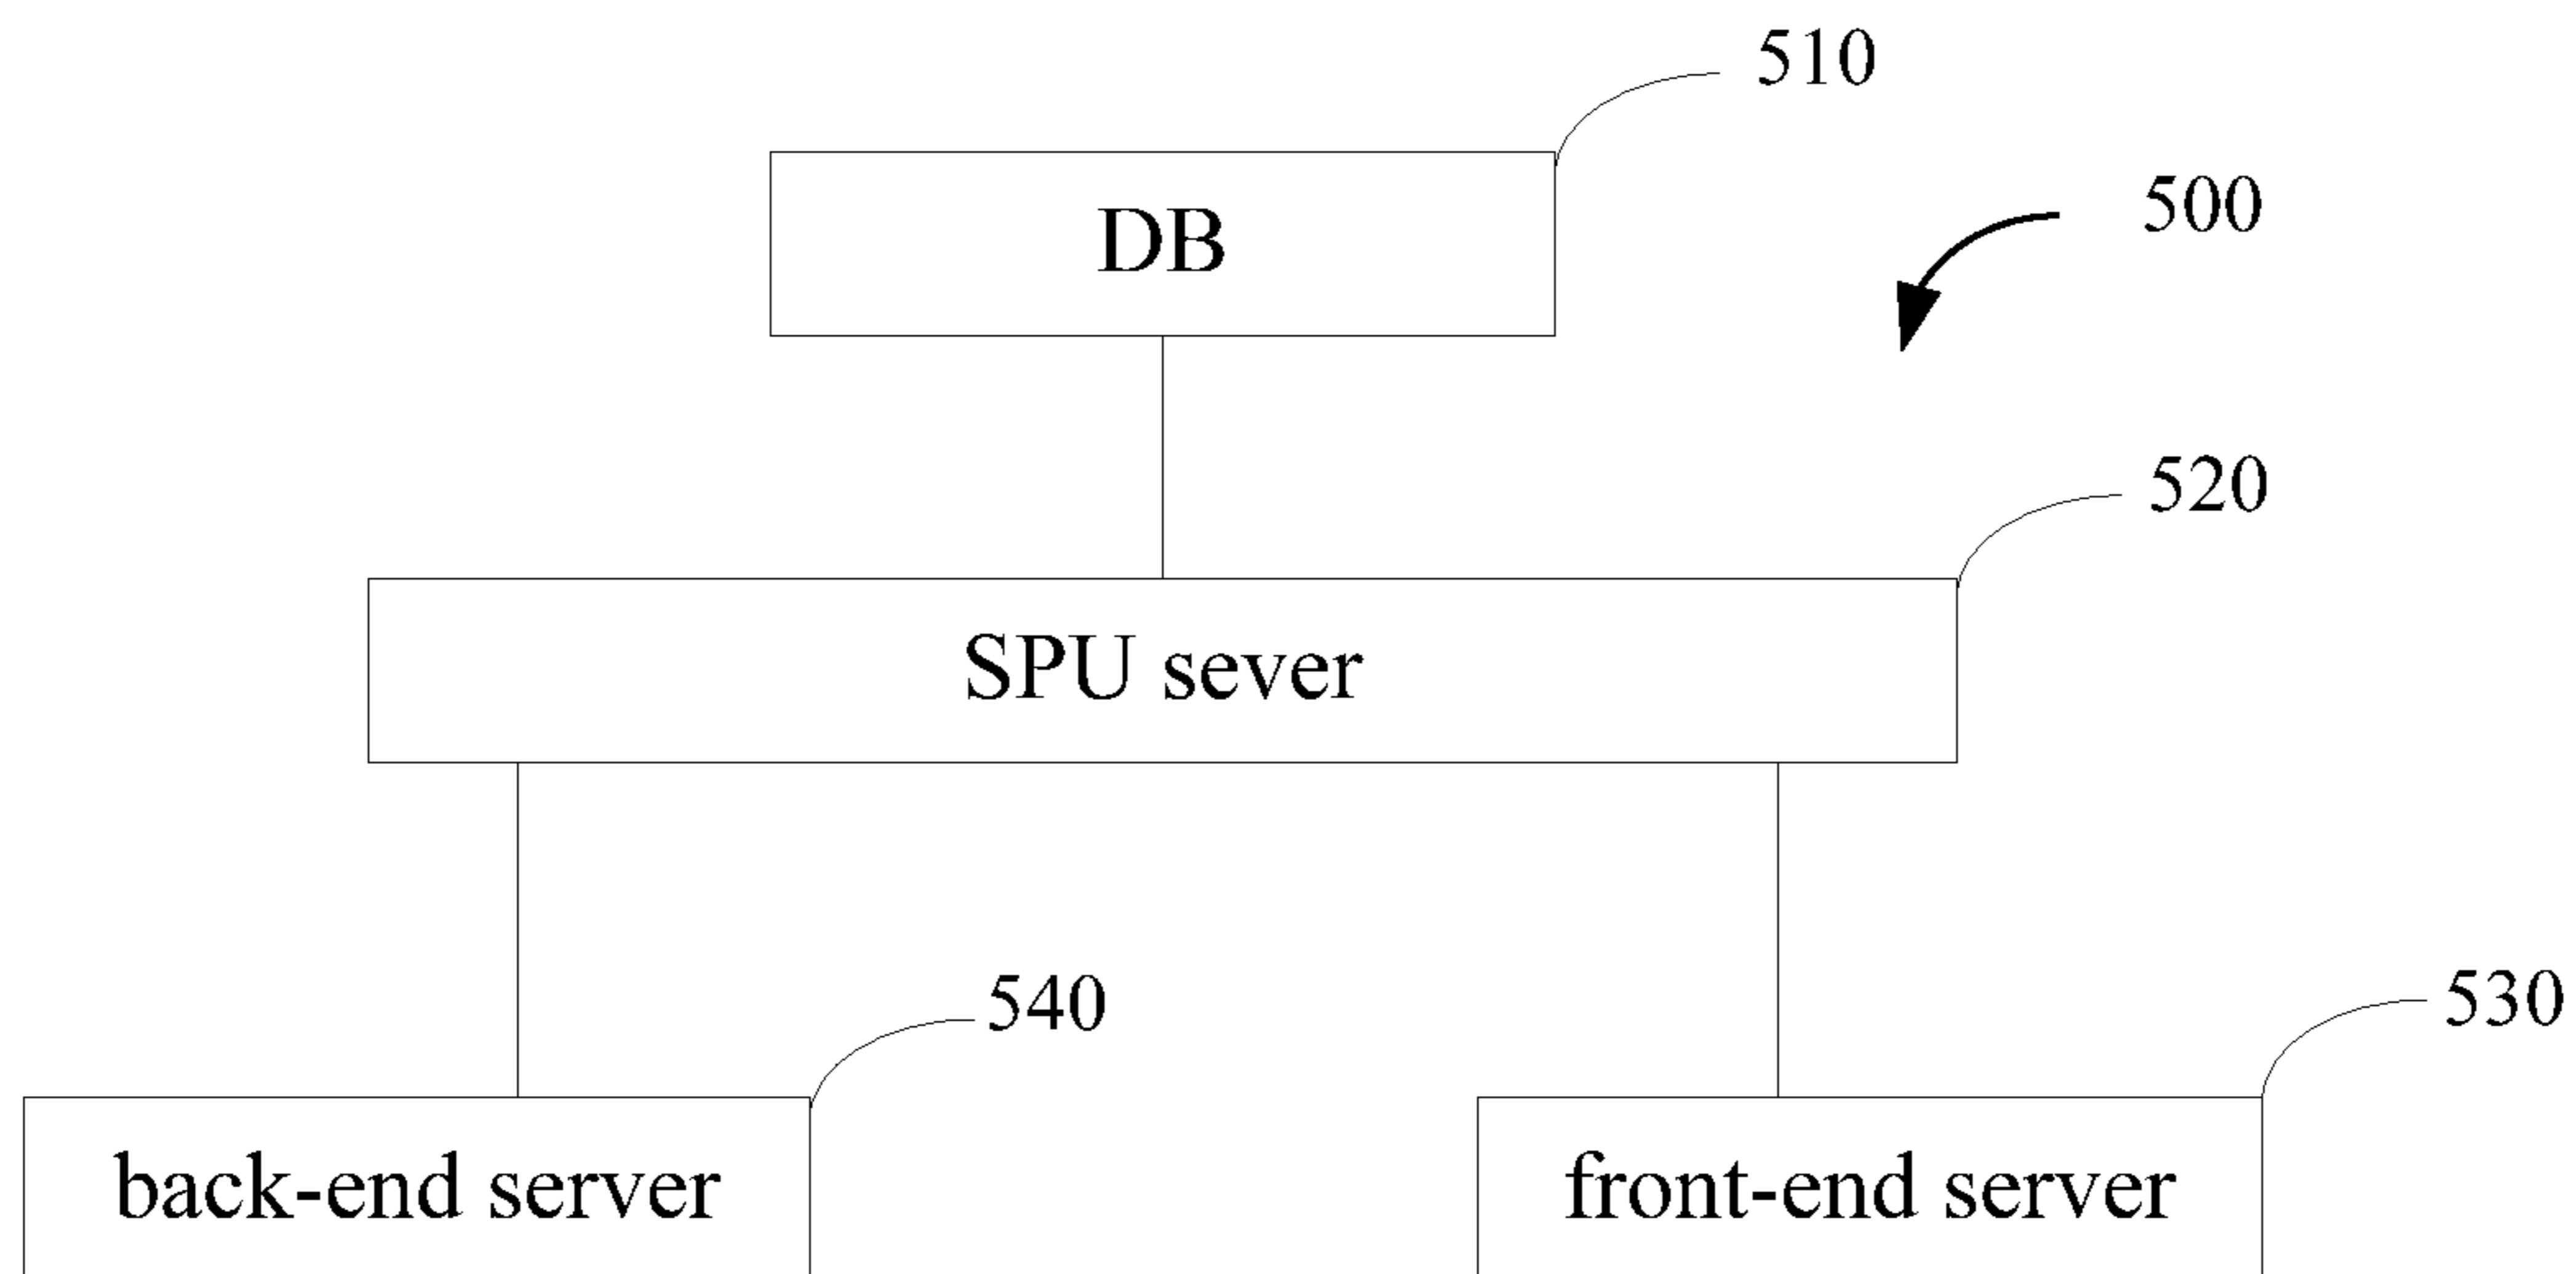 510
DB
500
520
SPU sever
540
530
back-end server
front-end server